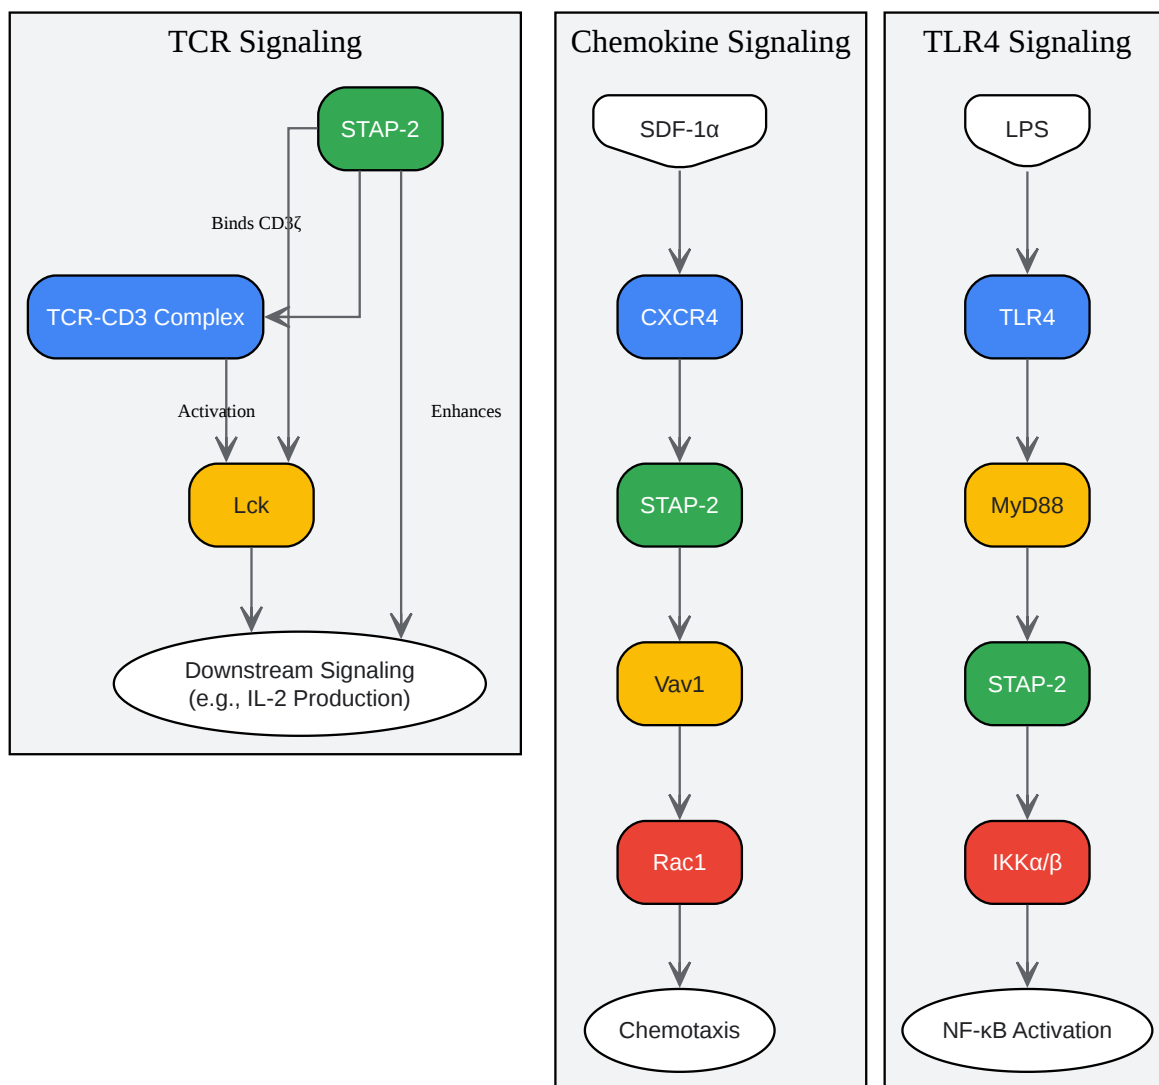 TCR Signaling
STAP-2
Binds CD3ζ
TCR-CD3 Complex
Activation
Enhances
Lck
Downstream Signaling
(e.g., IL-2 Production)
Chemokine Signaling
SDF-1α
CXCR4
STAP-2
Vav1
Rac1
Chemotaxis
TLR4 Signaling
LPS
TLR4
MyD88
STAP-2
IKKα/β
NF-κB Activation